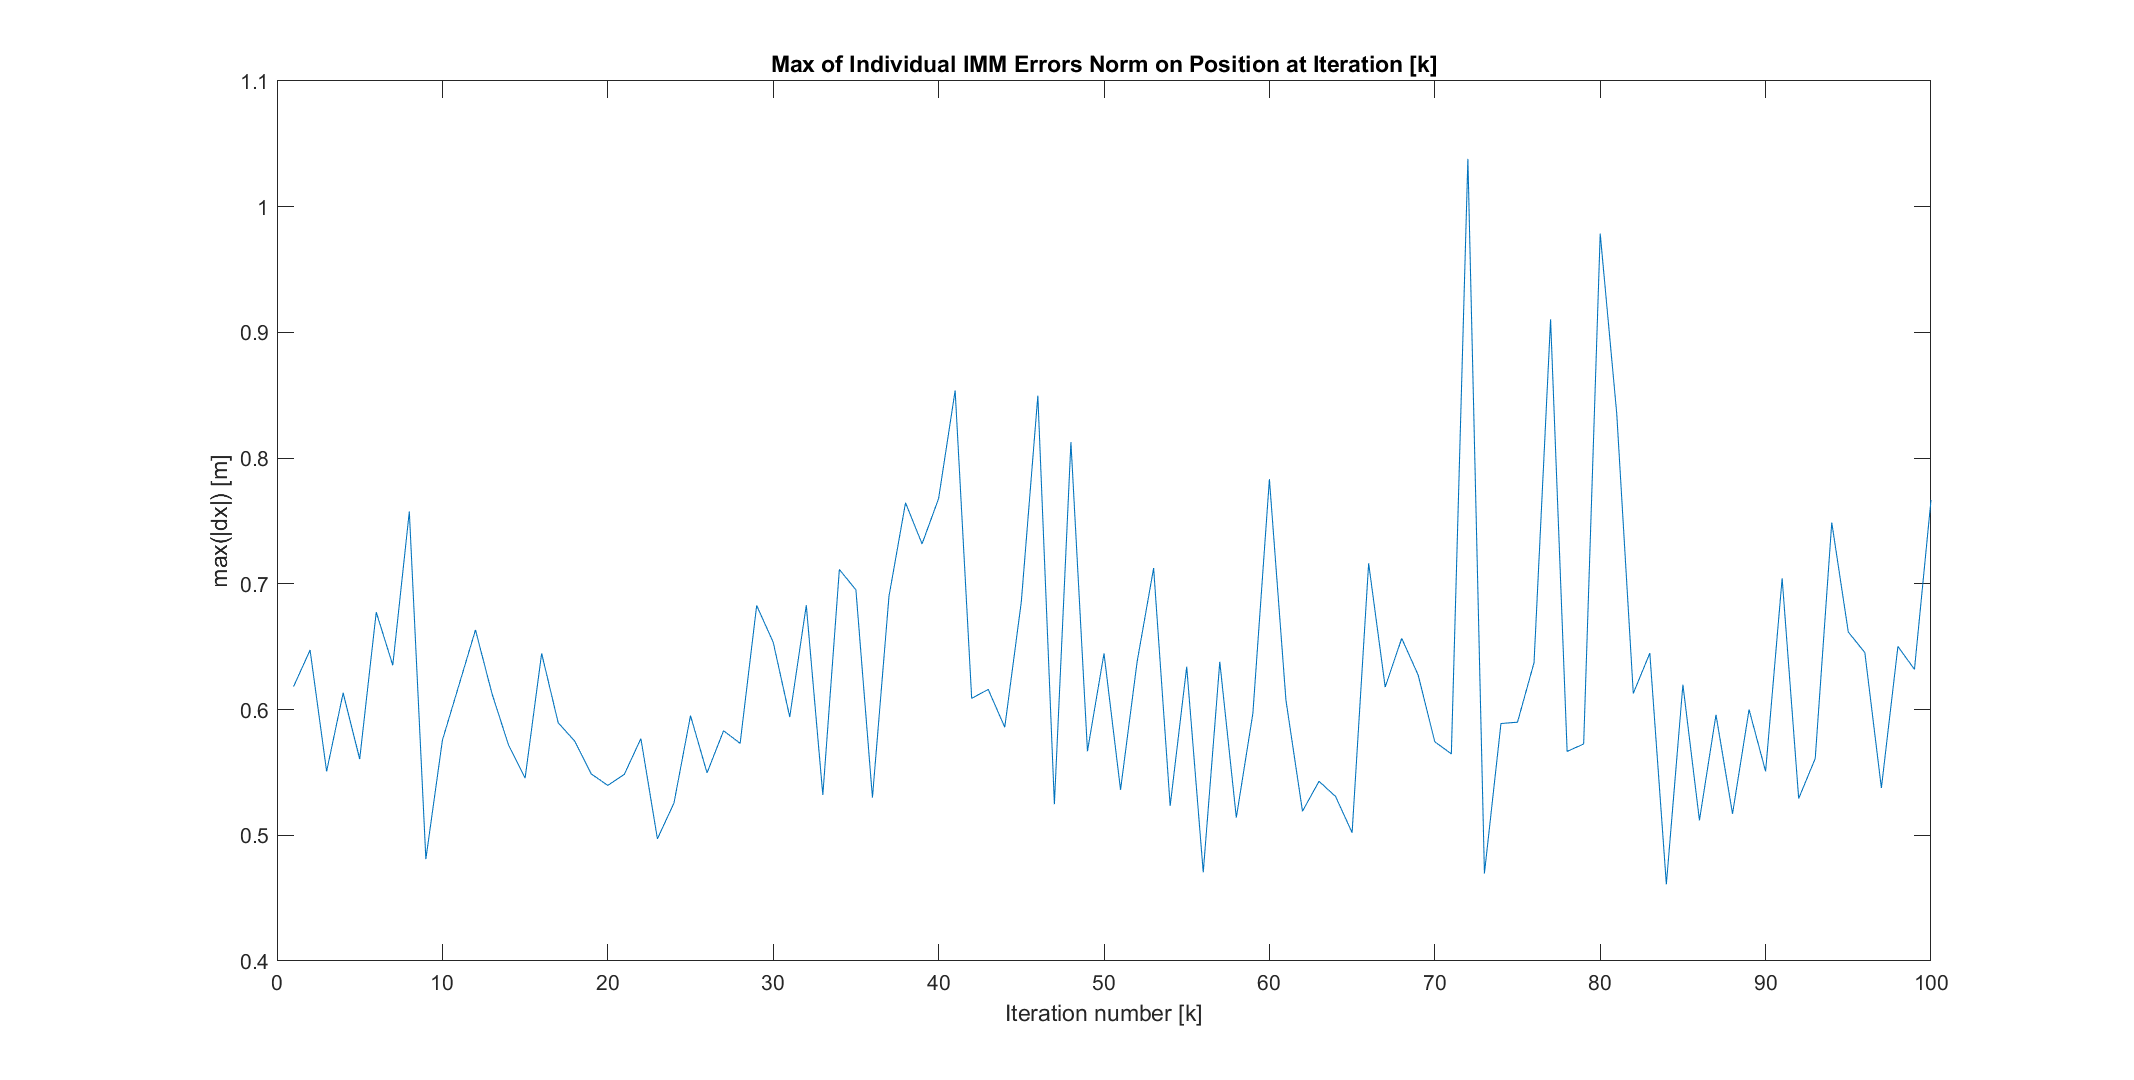 Max of Individual IMM Errors Norm on Position at Iteration [k]
1.1
1
0.9
0.8
0.7
0.6
0.5
0.4
max(|dx|) [m]
0 10 20 30 40 50 60 70 80 90 100
Iteration number [k]